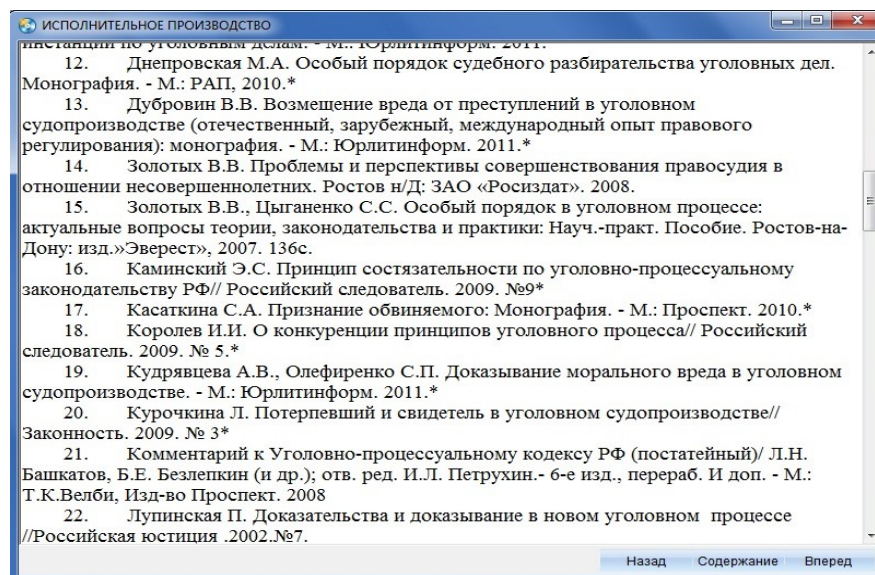 ИСПОЛНИТЕЛЬНОЕ ПРОИЗВОДСТВО
инстанции по уголовным делам. - М.: Юрлитинформ. 2011.
12. Днепровская М.А. Особый порядок судебного разбирательства уголовных дел.
Монография. - М.: РАП, 2010.*
13. Дубровин В.В. Возмещение вреда от преступлений в уголовном
судопроизводстве (отечественный, зарубежный, международный опыт правового
регулирования): монография. - М.: Юрлитинформ. 2011.*
14. Золотых В.В. Проблемы и перспективы совершенствования правосудия в
отношении несовершеннолетних. Ростов н/Д: ЗАО «Росиздат». 2008.
15. Золотых В.В., Цыганенко С.С. Особый порядок в уголовном процессе:
актуальные вопросы теории, законодательства и практики: Науч.-практ. Пособие. Ростов-на-
Дону: изд.»Эверест», 2007. 136с.
16. Каминский Э.С. Принцип состязательности по уголовно-процессуальному
законодательству РФ// Российский следователь. 2009. №9*
17. Касаткина С.А. Признание обвиняемого: Монография. - М.: Проспект. 2010.*
18. Королев И.И. О конкуренции принципов уголовного процесса// Российский
следователь. 2009. № 5.*
19. Кудрявцева А.В., Олефиренко С.П. Доказывание морального вреда в уголовном
судопроизводстве. - М.: Юрлитинформ. 2011.*
20. Курочкина Л. Потерпевший и свидетель в уголовном судопроизводстве//
Законность. 2009. № 3*
21. Комментарий к Уголовно-процессуальному кодексу РФ (постатейный)/ Л.Н.
Башкатов, Б.Е. Безлепкин (и др.); отв. ред. И.Л. Петрухин.- 6-е изд., перераб. И доп. - М.:
Т.К.Велби, Изд-во Проспект. 2008
22. Лупинская П. Доказательства и доказывание в новом уголовном процессе
//Российская юстиция .2002.№7.
Назад Содержание Вперед